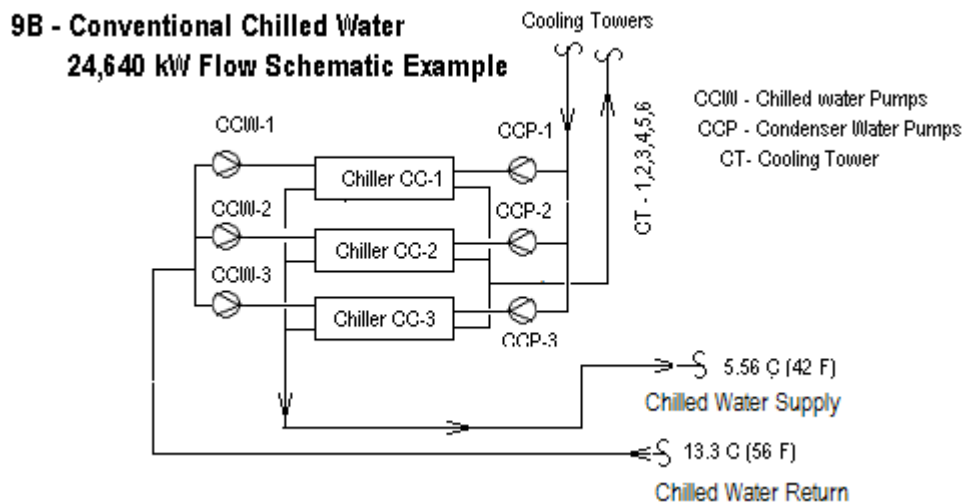 9B - Conventional Chilled Water
24,640 kW Flow Schematic Example
Cooling Towers
CCW - Chilled water Pumps
CCP - Condenser Water Pumps
CT- Cooling Tower
CT - 1,2,3,4,5,6
CCW-1
CCP-1
Chiller CC-1
CCW-2
CCP-2
Chiller CC-2
CCW-3
Chiller CC-3
CCP-3
5.56 C (42 F)
Chilled Water Supply
13.3 C (56 F)
Chilled Water Return